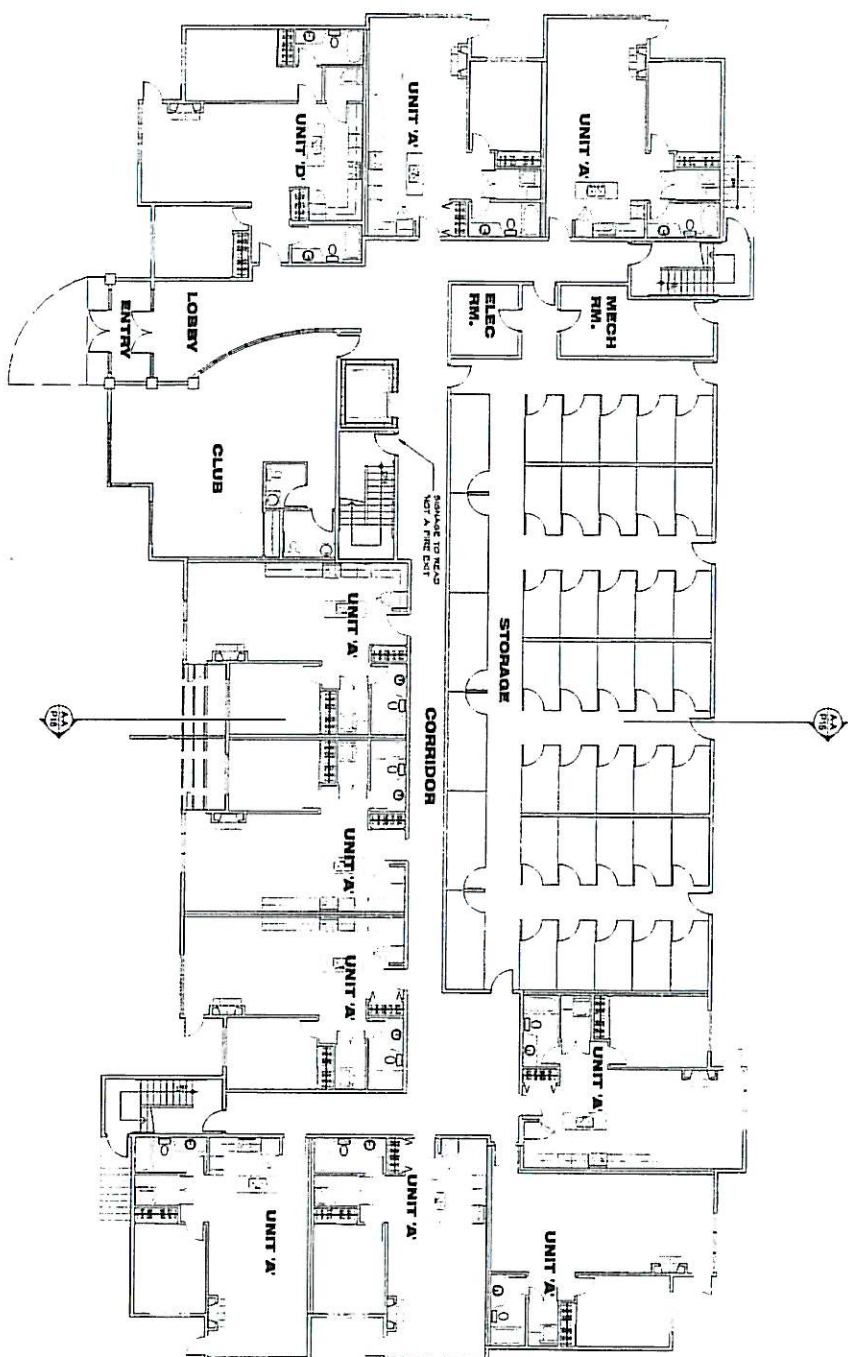 UNIT 'D'
UNIT 'A'
UNIT 'A'
LOBBY
ENTRY
ELEC
RM.
MECH
RM.
CLUB
SIGNAGE TO READ
NOT A FIRE EXIT
UNIT 'A'
STORAGE
CORRIDOR
UNIT 'A'
UNIT 'A'
UNIT 'A'
UNIT 'A'
UNIT 'A'
UNIT 'A'